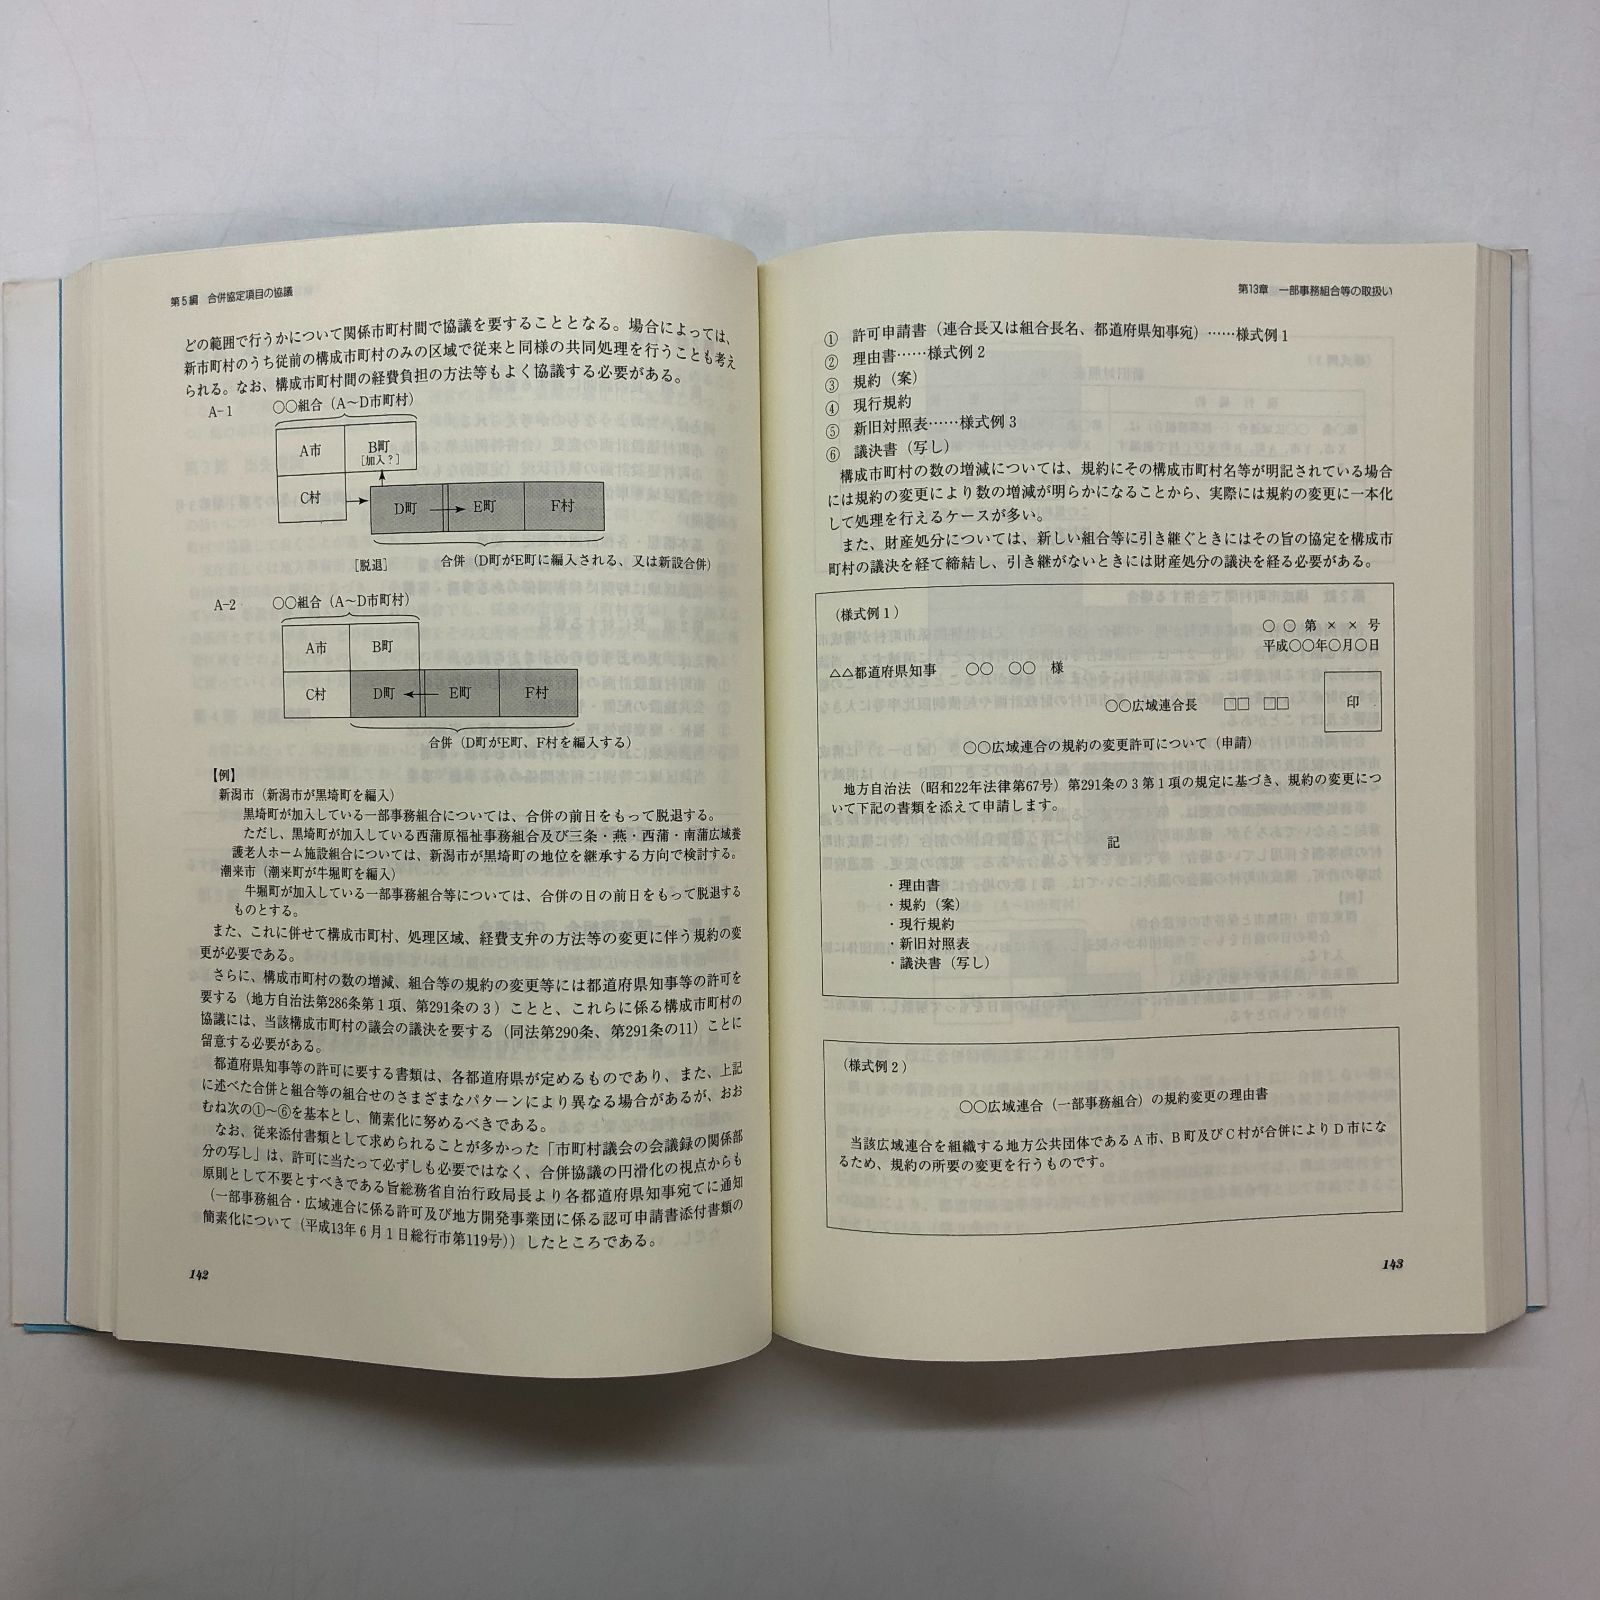 第5編　合併協定項目の協議
どの範囲で行うかについて関係市町村間で協議を要することとなる。場合によっては、
新市町村のうち従前の構成市町村のみの区域で従来と同様の共同処理を行うことも考え
られる。なお、構成市町村間の経費負担の方法等もよく協議する必要がある。
A-1　〇〇組合（A〜D市町村）
A市　B町
[加入？]
C村　D町　E町　F村
[脱退]　合併（D町がE町に編入される、又は新設合併）
A-2　〇〇組合（A〜D市町村）
A市　B町
C村　D町　E町　F村
合併（D町がE町、F村を編入する）
【例】
新潟市（新潟市が黒埼町を編入）
黒埼町が加入している一部事務組合については、合併の前日をもって脱退する。
ただし、黒埼町が加入している西蒲原福祉事務組合及び三条・燕・西蒲・南蒲広域養
護老人ホーム施設組合については、新潟市が黒埼町の地位を継承する方向で検討する。
潮来市（潮来町が牛堀町を編入）
牛堀町が加入している一部事務組合等については、合併の日の前日をもって脱退する
ものとする。
また、これに併せて構成市町村、処理区域、経費支弁の方法等の変更に伴う規約の変
更が必要である。
さらに、構成市町村の数の増減、組合等の規約の変更等には都道府県知事等の許可を
要する（地方自治法第286条第1項、第291条の3）ことと、これらに係る構成市町村の
協議には、当該構成市町村の議会の議決を要する（同法第290条、第291条の11）ことに
留意する必要がある。
都道府県知事等の許可に要する書類は、各都道府県が定めるものであり、また、上記
に述べた合併と組合等の組合せのさまざまなパターンにより異なる場合があるが、おお
むね次の①〜⑥を基本とし、簡素化に努めるべきである。
なお、従来添付書類として求められることが多かった「市町村議会の会議録の関係部
分の写し」は、許可に当たって必ずしも必要ではなく、合併協議の円滑化の視点からも
原則として不要とすべきである旨総務省自治行政局長より各都道府県知事宛てに通知
（一部事務組合・広域連合に係る許可及び地方開発事業団に係る認可申請書添付書類の
簡素化について（平成13年6月1日総行市第119号））したところである。
142
第13章　一部事務組合等の取扱い
①　許可申請書（連合長又は組合長名、都道府県知事宛）……様式例1
②　理由書……様式例2
③　規約（案）
④　現行規約
⑤　新旧対照表……様式例3
⑥　議決書（写し）
構成市町村の数の増減については、規約にその構成市町村名等が明記されている場合
には規約の変更により数の増減が明らかになることから、実際には規約の変更に一本化
して処理を行えるケースが多い。
また、財産処分については、新しい組合等に引き継ぐときにはその旨の協定を構成市
町村の議決を経て締結し、引き継がないときには財産処分の議決を経る必要がある。
（様式例1）
〇〇第××号
平成〇〇年〇月〇日
△△都道府県知事　〇〇　〇〇　様
〇〇広域連合長　□□　□□　印
〇〇広域連合の規約の変更許可について（申請）
地方自治法（昭和22年法律第67号）第291条の3第1項の規定に基づき、規約の変更につ
いて下記の書類を添えて申請します。
記
・理由書
・規約（案）
・現行規約
・新旧対照表
・議決書（写し）
（様式例2）
〇〇広域連合（一部事務組合）の規約変更の理由書
当該広域連合を組織する地方公共団体であるA市、B町及びC村が合併によりD市にな
るため、規約の所要の変更を行うものです。
143